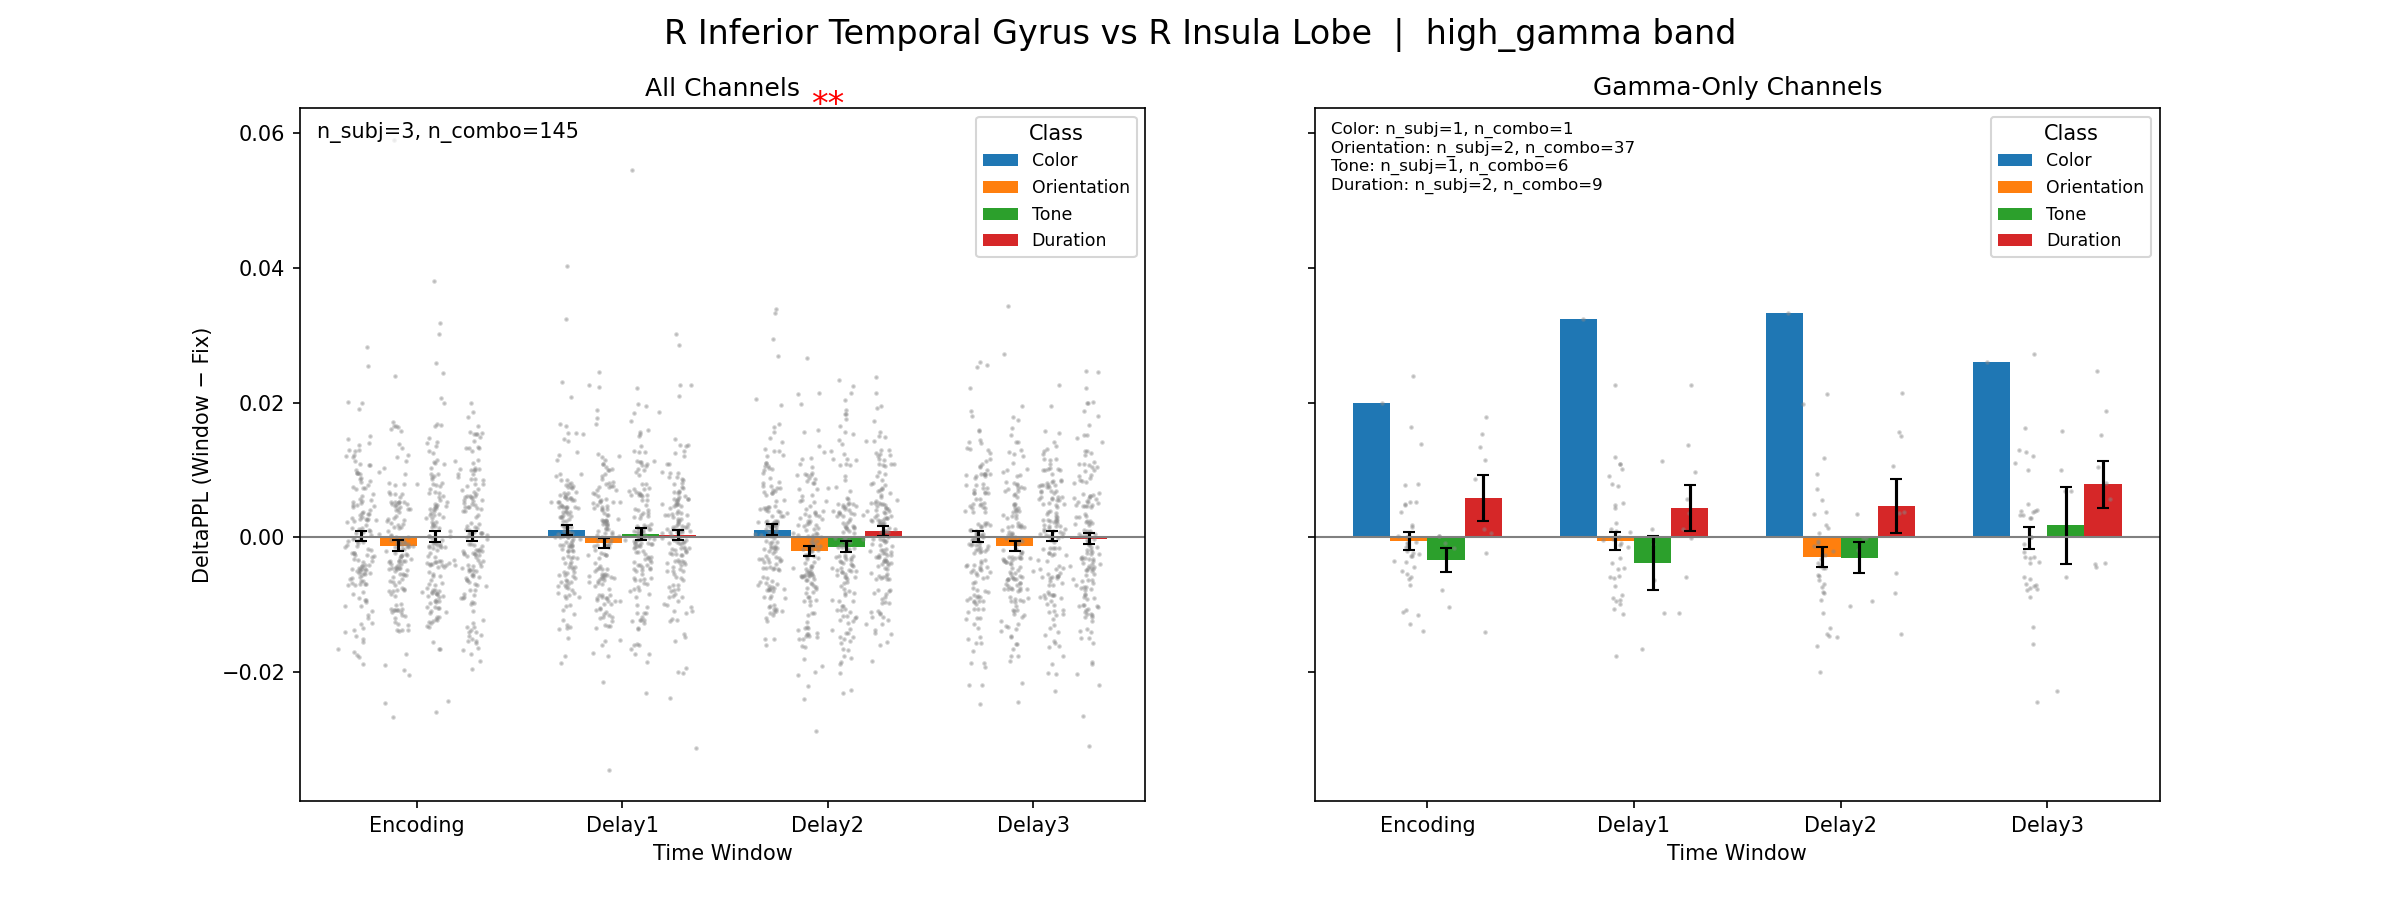 R Inferior Temporal Gyrus vs R Insula Lobe | high_gamma band
All Channels
**
n_subj=3, n_combo=145
Class
Color
Orientation
Tone
Duration
0.06
0.04
0.02
0.00
−0.02
DeltaPPL (Window − Fix)
Encoding Delay1 Delay2 Delay3
Time Window
Gamma-Only Channels
Color: n_subj=1, n_combo=1
Orientation: n_subj=2, n_combo=37
Tone: n_subj=1, n_combo=6
Duration: n_subj=2, n_combo=9
Class
Color
Orientation
Tone
Duration
Encoding Delay1 Delay2 Delay3
Time Window